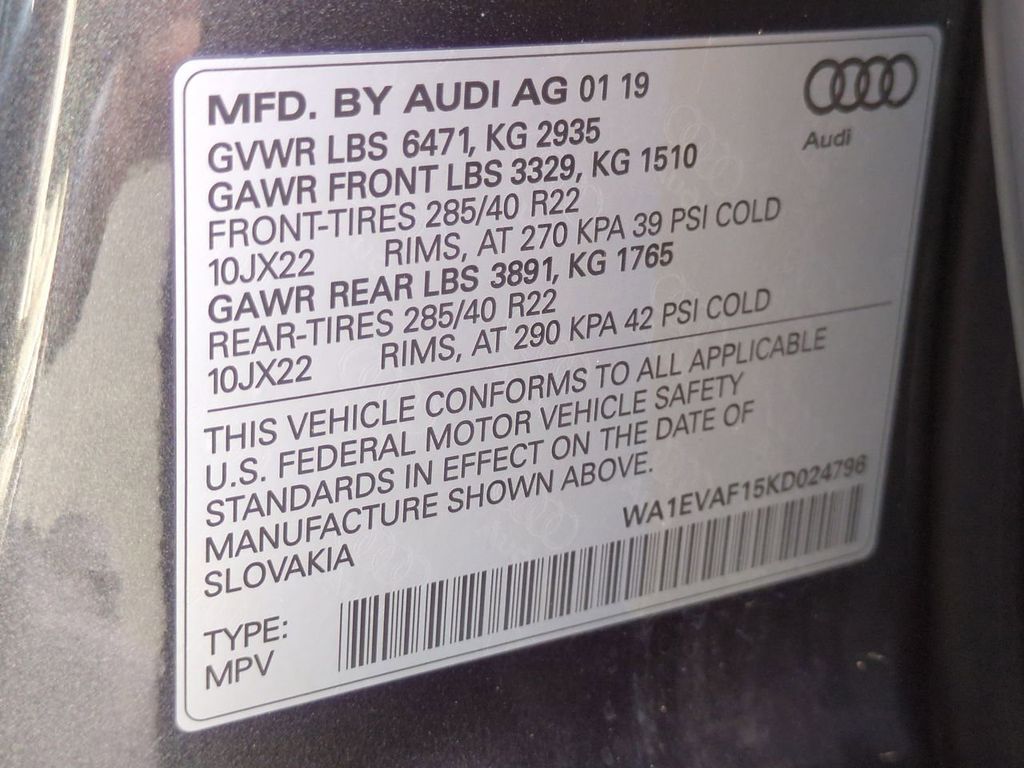 MFD. BY AUDI AG 01 19
Audi
GVWR LBS 6471, KG 2935
GAWR FRONT LBS 3329, KG 1510
FRONT-TIRES 285/40 R22
10JX22 RIMS, AT 270 KPA 39 PSI COLD
GAWR REAR LBS 3891, KG 1765
REAR-TIRES 285/40 R22
10JX22 RIMS, AT 290 KPA 42 PSI COLD
THIS VEHICLE CONFORMS TO ALL APPLICABLE
U.S. FEDERAL MOTOR VEHICLE SAFETY
STANDARDS IN EFFECT ON THE DATE OF
MANUFACTURE SHOWN ABOVE.
SLOVAKIA
WA1EVAF15KD024796
TYPE:
MPV